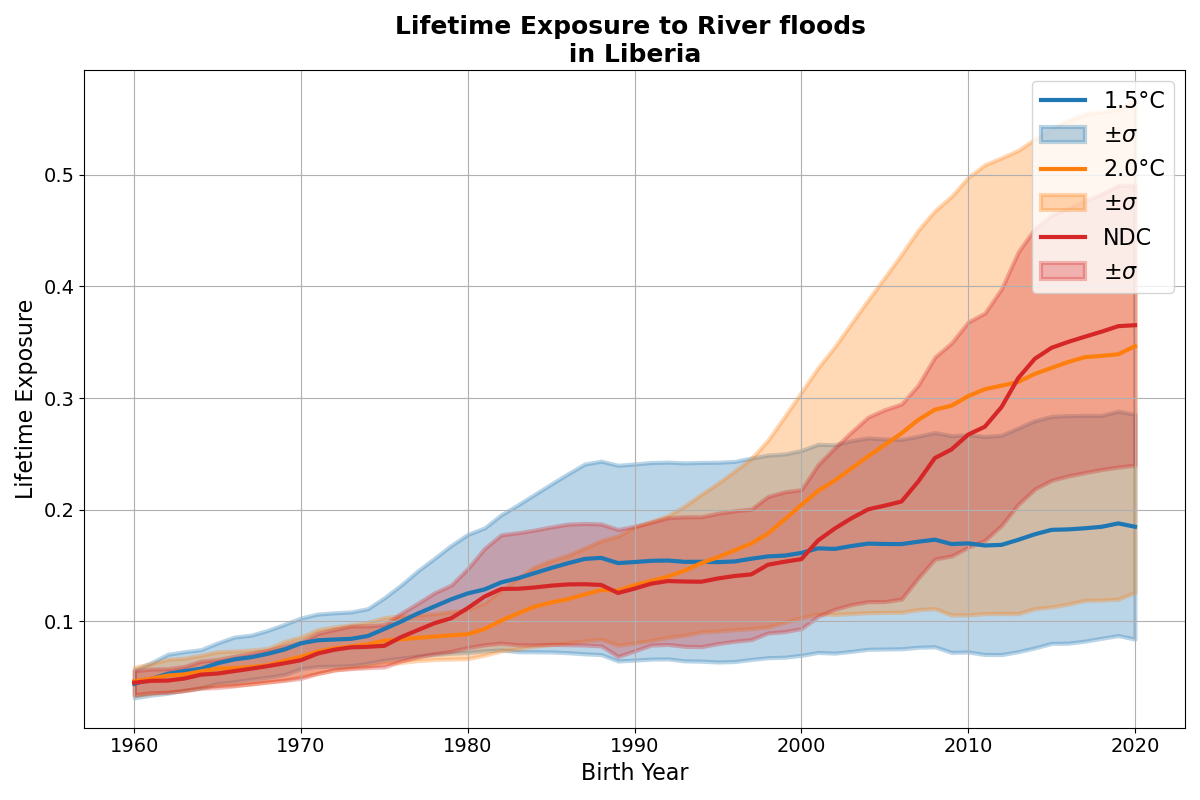 Lifetime Exposure to River floods
in Liberia
1.5°C
±σ
2.0°C
±σ
NDC
±σ
Lifetime Exposure
0.5
0.4
0.3
0.2
0.1
1960 1970 1980 1990 2000 2010 2020
Birth Year